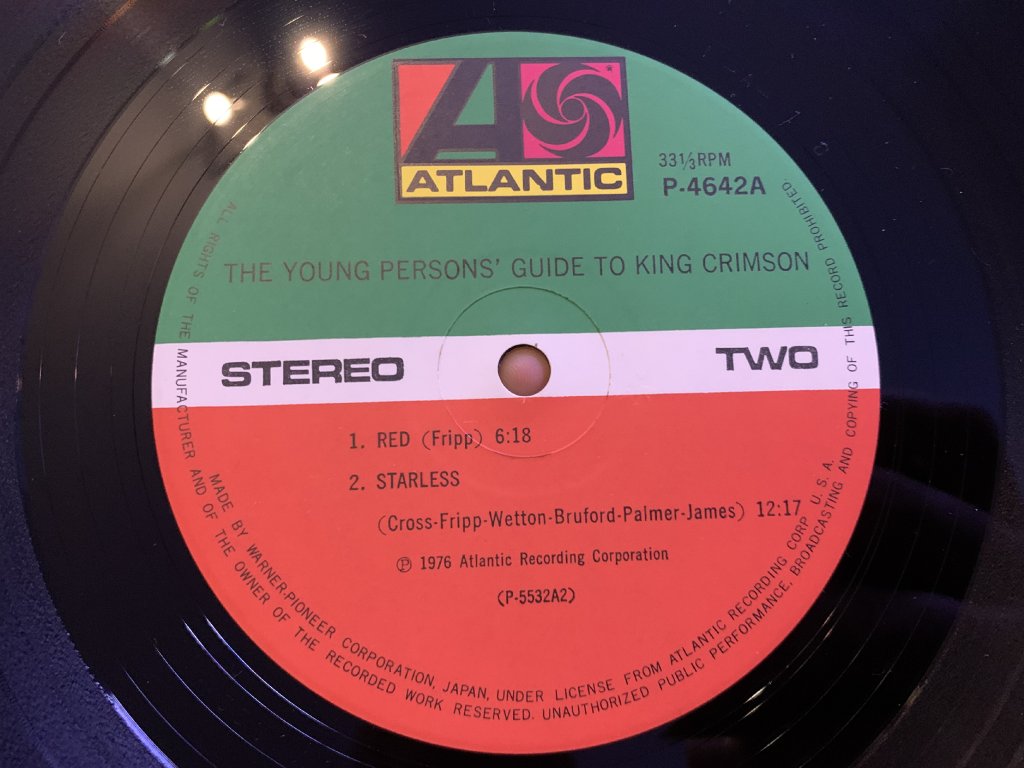 ATLANTIC
33⅓ RPM
P-4642A
THE YOUNG PERSONS' GUIDE TO KING CRIMSON
STEREO
TWO
1. RED (Fripp) 6:18
2. STARLESS
(Cross-Fripp-Wetton-Bruford-Palmer-James) 12:17
Ⓟ 1976 Atlantic Recording Corporation
(P-5532A2)
MADE BY WARNER-PIONEER CORPORATION, JAPAN, UNDER LICENSE FROM ATLANTIC RECORDING CORP. U. S. A.
ALL RIGHTS OF THE MANUFACTURER AND OF THE OWNER OF THE RECORDED WORK RESERVED. UNAUTHORIZED PUBLIC PERFORMANCE, BROADCASTING AND COPYING OF THIS RECORD PROHIBITED.